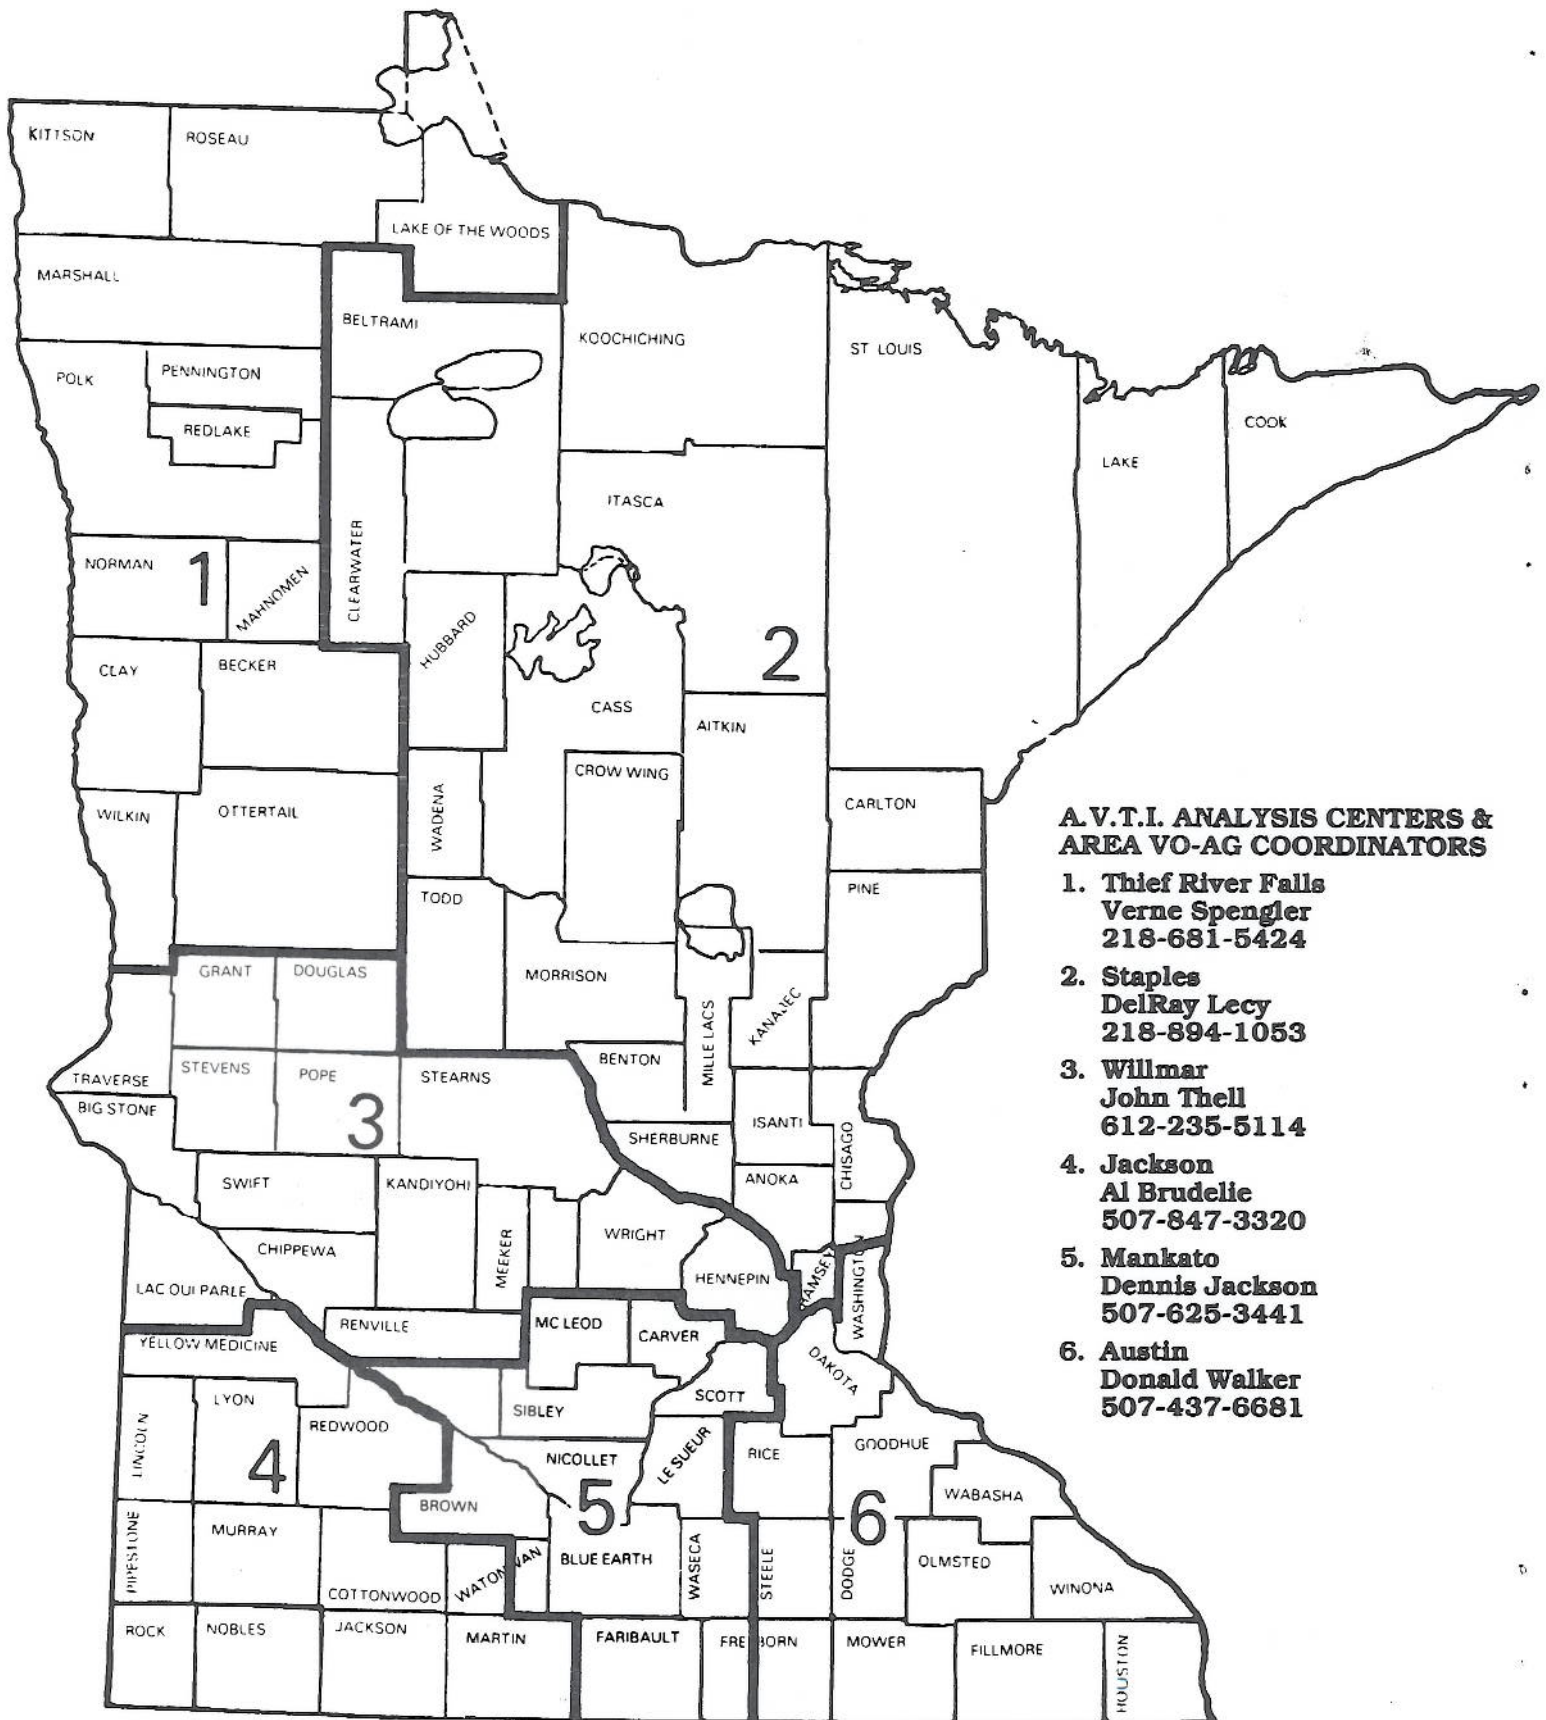 KITTSON
ROSEAU
LAKE OF THE WOODS
MARSHALL
BELTRAMI
KOOCHICHING
ST LOUIS
POLK
PENNINGTON
REDLAKE
COOK
LAKE
ITASCA
CLEARWATER
NORMAN
1
MAHNOMEN
HUBBARD
2
CLAY
BECKER
CASS
AITKIN
CROW WING
WILKIN
OTTERTAIL
WADENA
CARLTON
TODD
PINE
GRANT
DOUGLAS
MORRISON
MILLE LACS
KANAJEC
BENTON
TRAVERSE
STEVENS
POPE
STEARNS
BIG STONE
3
ISANTI
SHERBURNE
CHISAGO
SWIFT
KANDIYOHI
ANOKA
CHIPPEWA
MEEKER
WRIGHT
HENNEPIN
RAMSEY
WASHINGTON
LAC QUI PARLE
RENVILLE
MC LEOD
CARVER
YELLOW MEDICINE
DAKOTA
LINCOLN
LYON
REDWOOD
SIBLEY
SCOTT
4
NICOLLET
LE SUEUR
RICE
GOODHUE
BROWN
5
6
WABASHA
PIPESTONE
MURRAY
COTTONWOOD
WATONWAN
BLUE EARTH
WASECA
STEELE
DODGE
OLMSTED
WINONA
ROCK
NOBLES
JACKSON
MARTIN
FARIBAULT
FREEBORN
MOWER
FILLMORE
HOUSTON
A.V.T.I. ANALYSIS CENTERS &
AREA VO-AG COORDINATORS
1. Thief River Falls
Verne Spengler
218-681-5424
2. Staples
DelRay Lecy
218-894-1053
3. Willmar
John Thell
612-235-5114
4. Jackson
Al Brudelie
507-847-3320
5. Mankato
Dennis Jackson
507-625-3441
6. Austin
Donald Walker
507-437-6681